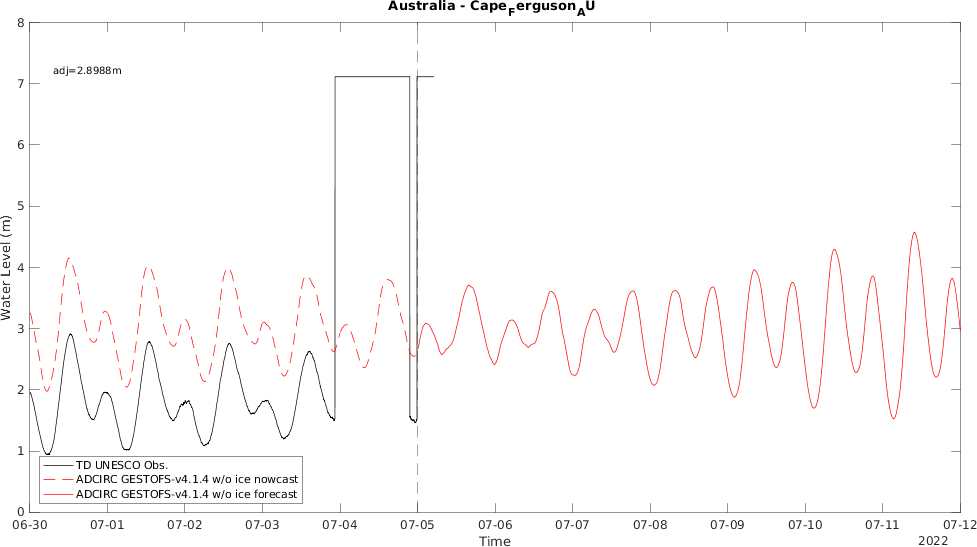 Australia - Cape_Ferguson_AU
8
7
6
5
4
3
2
1
0
Water Level (m)
adj=2.8988m
TD UNESCO Obs.
ADCIRC GESTOFS-v4.1.4 w/o ice nowcast
ADCIRC GESTOFS-v4.1.4 w/o ice forecast
06-30 07-01 07-02 07-03 07-04 07-05 07-06 07-07 07-08 07-09 07-10 07-11 07-12
Time
2022